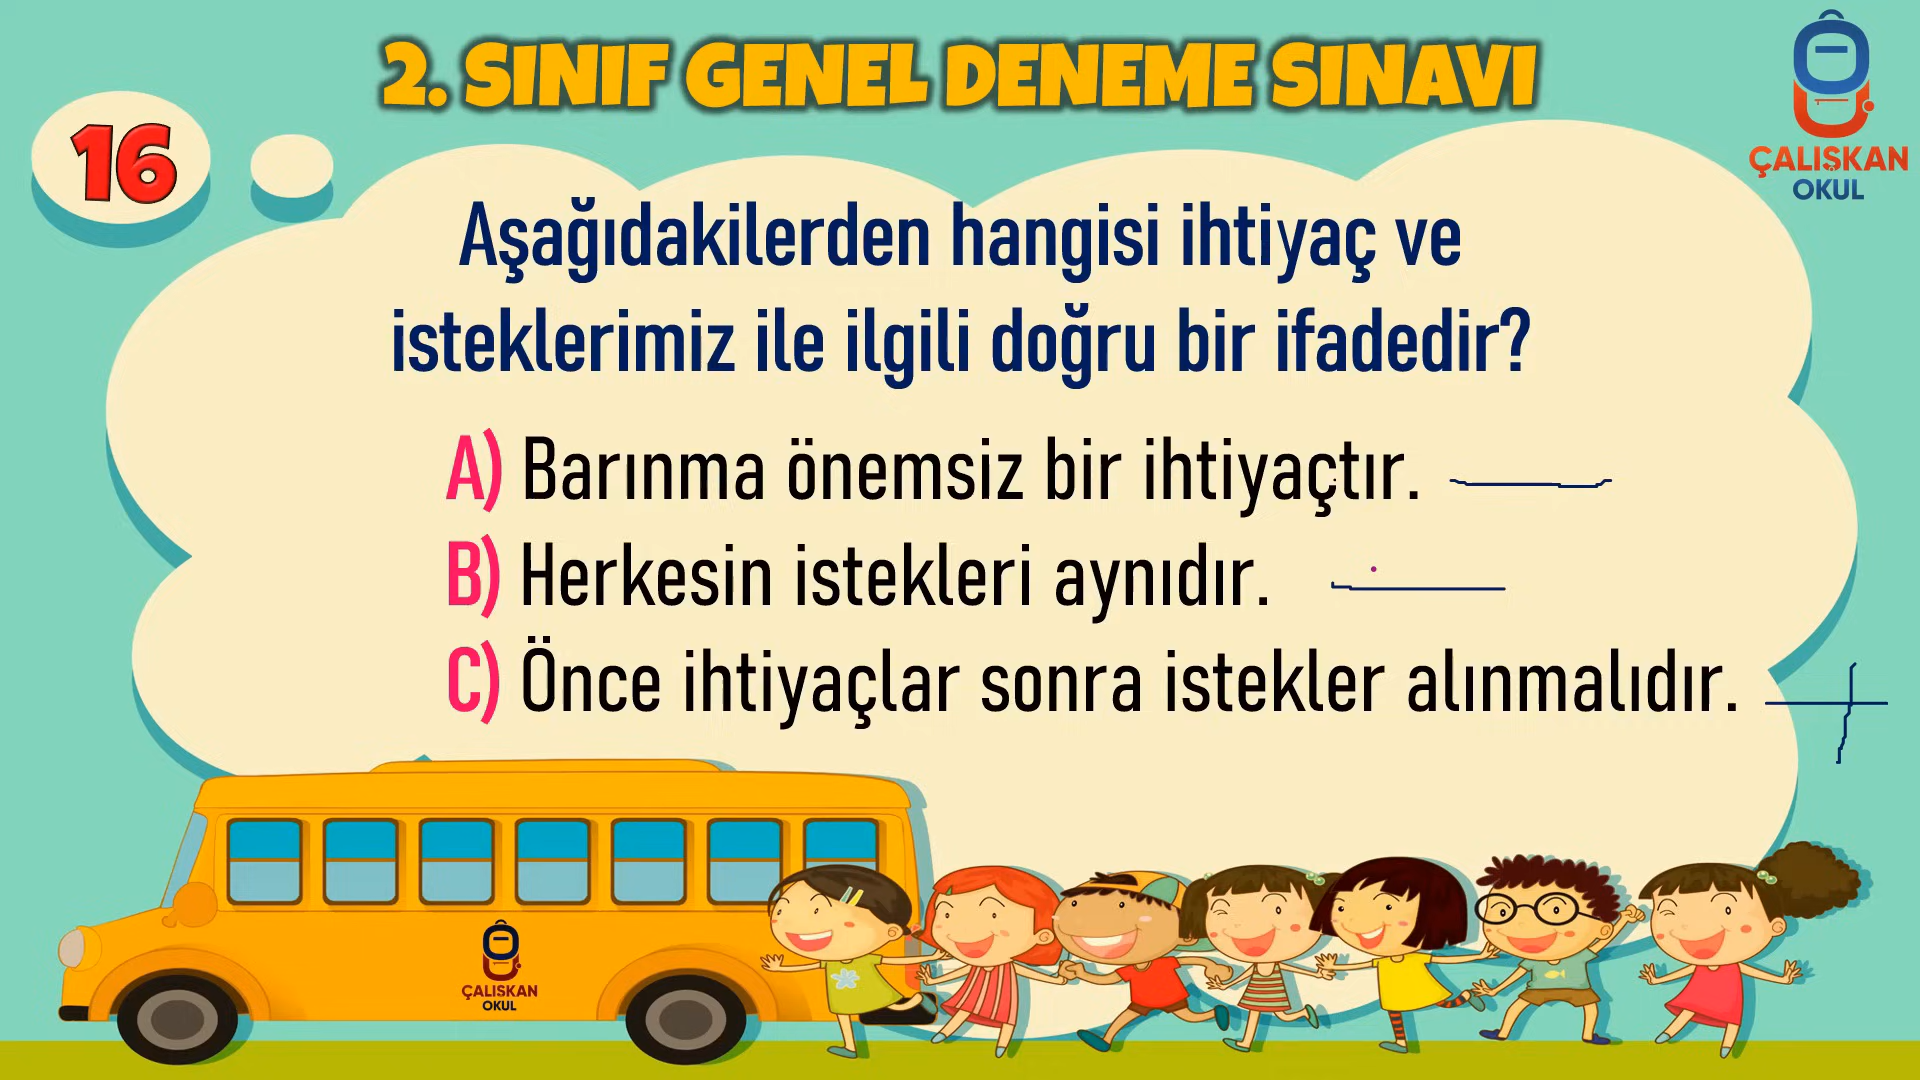 2. SINIF GENEL DENEME SINAVI
16
ÇALIŞKAN
OKUL
Aşağıdakilerden hangisi ihtiyaç ve
isteklerimiz ile ilgili doğru bir ifadedir?
A) Barınma önemsiz bir ihtiyaçtır.
B) Herkesin istekleri aynıdır.
C) Önce ihtiyaçlar sonra istekler alınmalıdır.
ÇALIŞKAN
OKUL